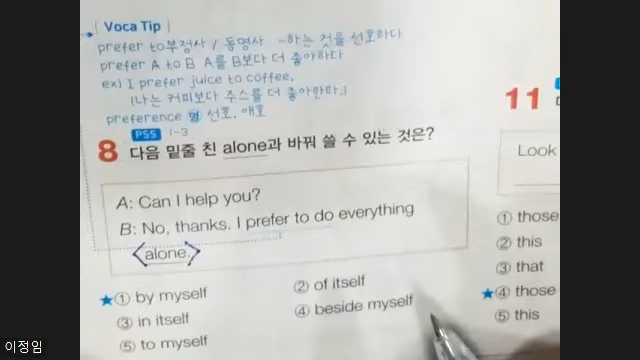 Voca Tip
prefer to부정사 / 동명사 -하는 것을 선호하다
prefer A to B A를 B보다 더 좋아하다
ex) I prefer juice to coffee.
(나는 커피보다 주스를 더 좋아한다.)
preference 명 선호, 애호
PSS 1-3
8 다음 밑줄 친 alone과 바꿔 쓸 수 있는 것은?
A: Can I help you?
B: No, thanks. I prefer to do everything
alone.
① by myself
② of itself
③ in itself
④ beside myself
⑤ to myself
11
Look
① those
② this
③ that
④ those
⑤ this
이정임